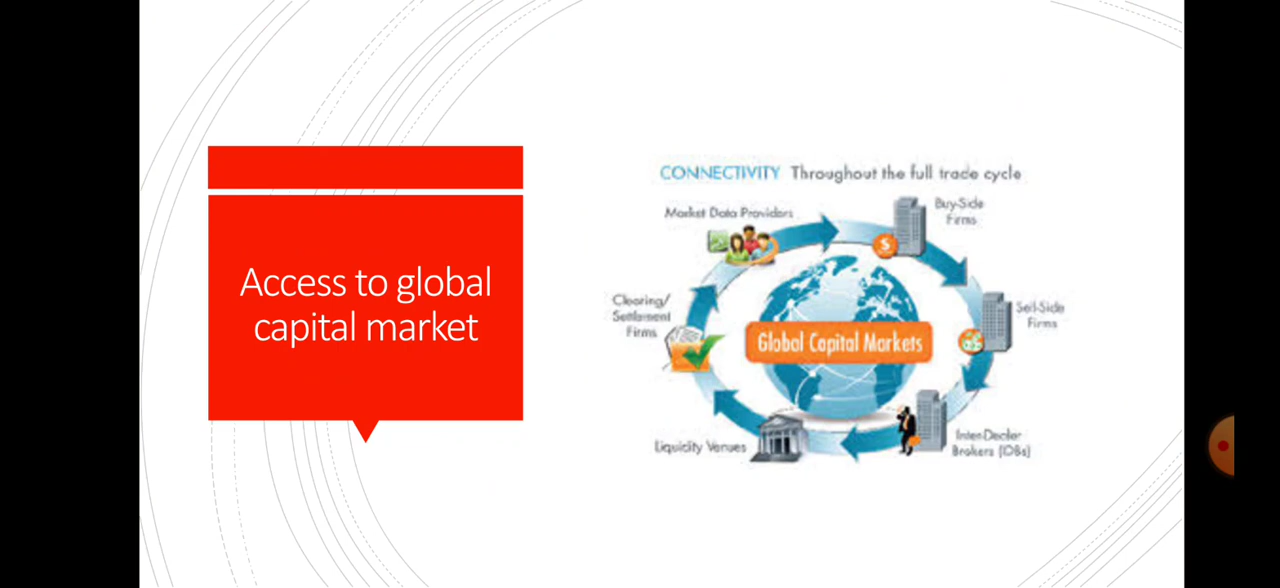 Access to global
capital market
CONNECTIVITY Throughout the full trade cycle
Market Data Providers
Buy-Side
Firms
Sell-Side
Firms
Inter-Dealer
Brokers (IDBs)
Liquidity Venues
Clearing/
Settlement
Firms
Global Capital Markets
$